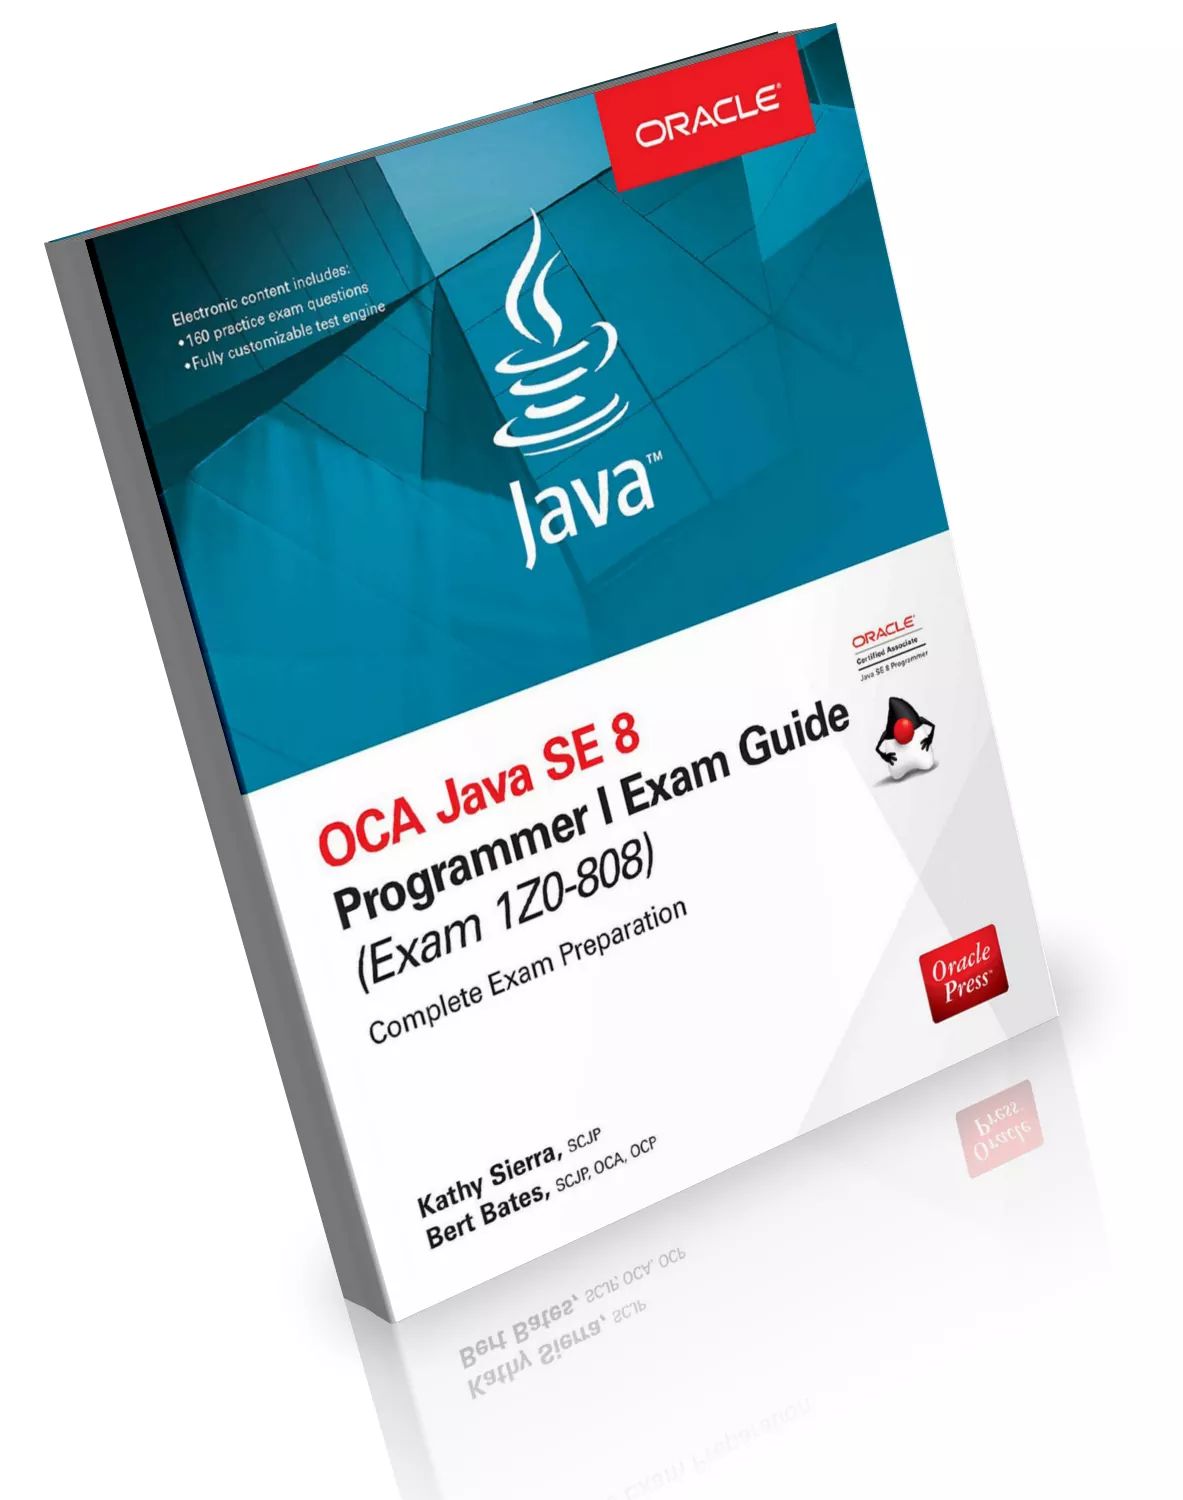 ORACLE®
Electronic content includes:
•160 practice exam questions
•Fully customizable test engine
Java™
ORACLE®
Certified Associate
Java SE 8 Programmer
OCA Java SE 8
Programmer I Exam Guide
(Exam 1Z0-808)
Complete Exam Preparation
Oracle
Press™
Kathy Sierra, SCJP
Bert Bates, SCJP, OCA, OCP